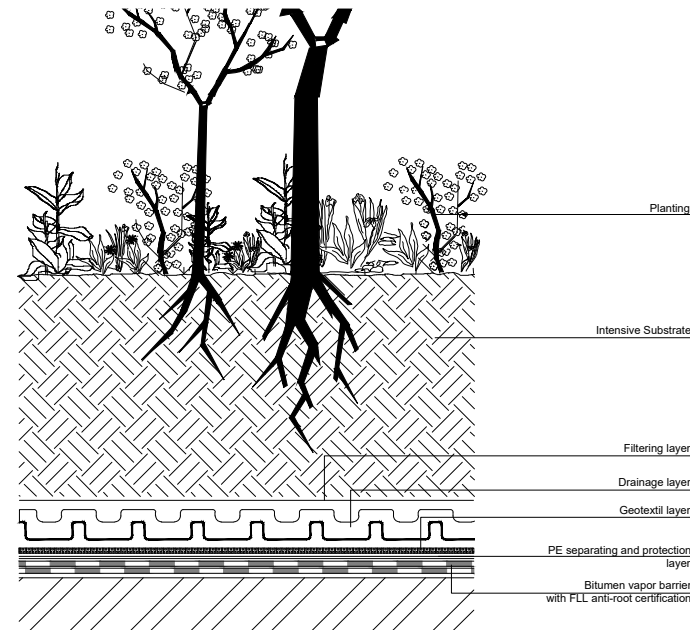 Planting
Intensive Substrate
Filtering layer
Drainage layer
Geotextil layer
PE separating and protection
layer
Bitumen vapor barrier
with FLL anti-root certification